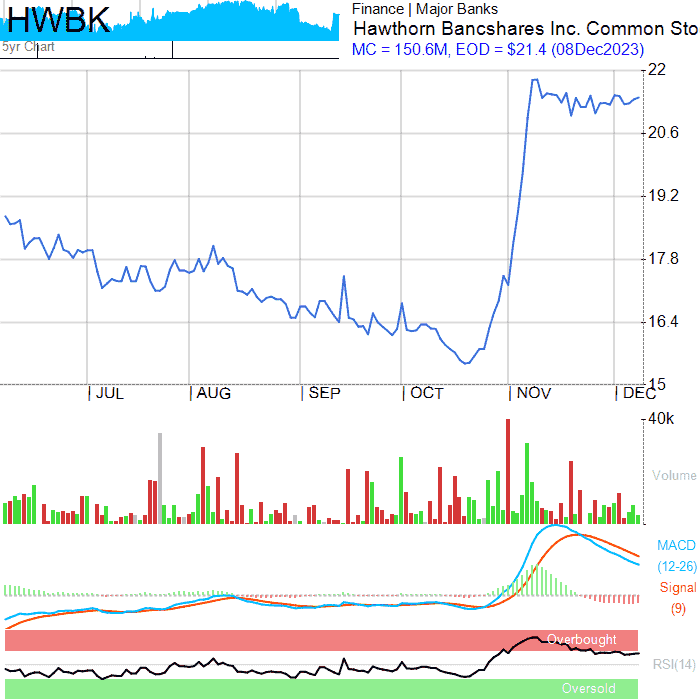 HWBK
5yr Chart
Finance | Major Banks
Hawthorn Bancshares Inc. Common Sto
MC = 150.6M, EOD = $21.4 (08Dec2023)
22
20.6
19.2
17.8
16.4
15
JUL
AUG
SEP
OCT
NOV
DEC
40k
Volume
MACD
(12-26)
Signal
(9)
Overbought
RSI(14)
Oversold